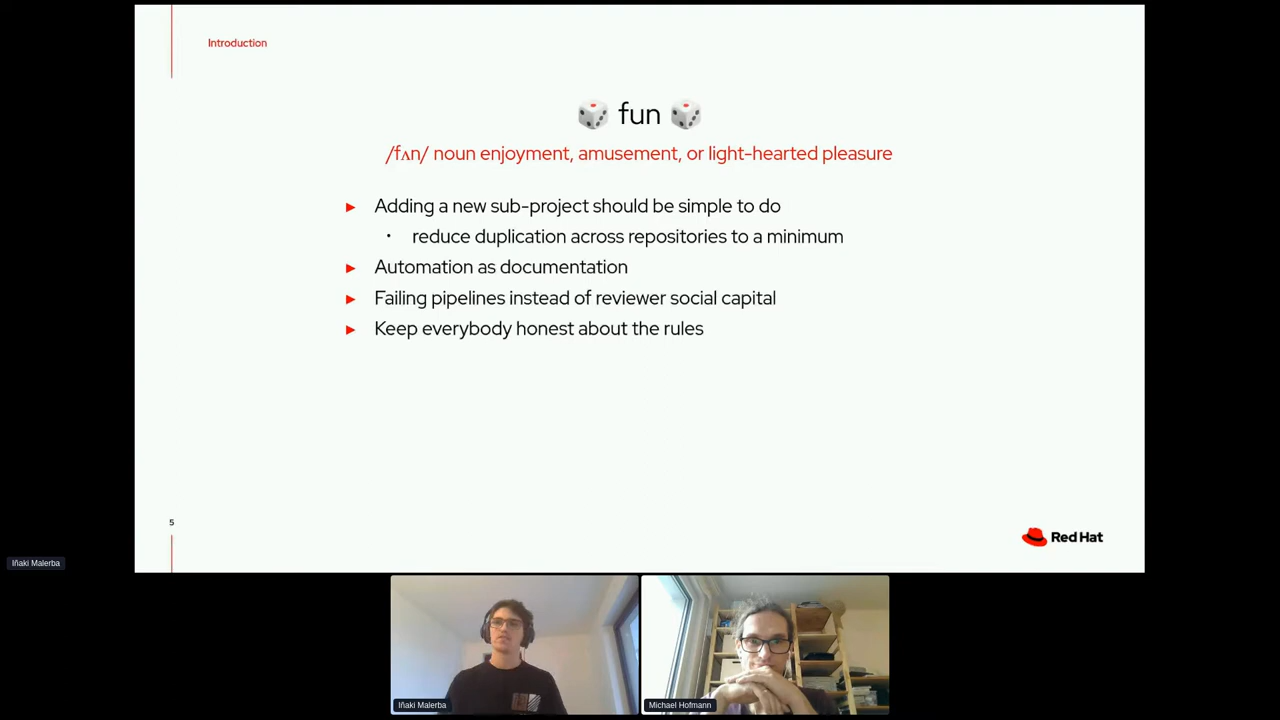 Introduction
🎲 fun 🎲
/fʌn/ noun enjoyment, amusement, or light-hearted pleasure
► Adding a new sub-project should be simple to do
• reduce duplication across repositories to a minimum
► Automation as documentation
► Failing pipelines instead of reviewer social capital
► Keep everybody honest about the rules
5
Red Hat
Iñaki Malerba
Iñaki Malerba
Michael Hofmann